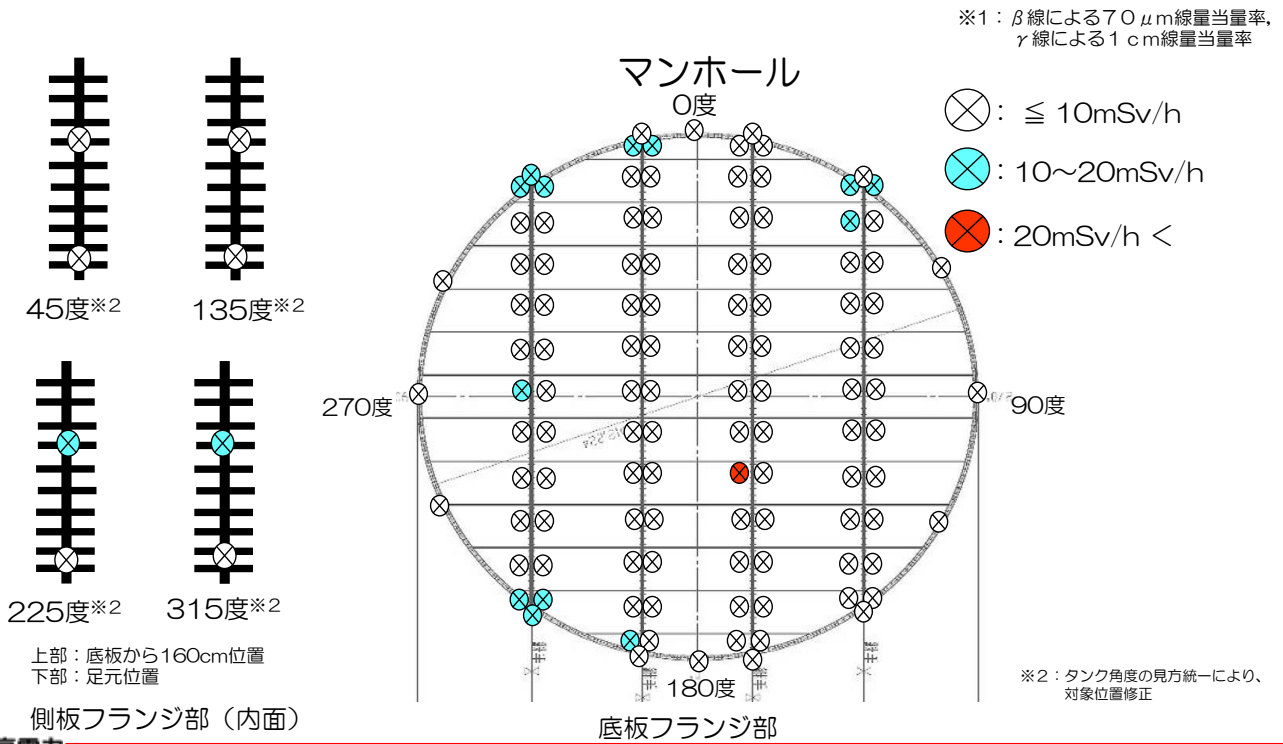 ※1：β線による７０μm線量当量率,
γ線による１ｃm線量当量率
マンホール
0度
：≦ 10mSv/h
：10～20mSv/h
：20mSv/h ＜
45度※2
135度※2
270度
90度
225度※2
315度※2
上部：底板から160cm位置
下部：足元位置
180度
※2：タンク角度の見方統一により、
対象位置修正
側板フランジ部（内面）
底板フランジ部